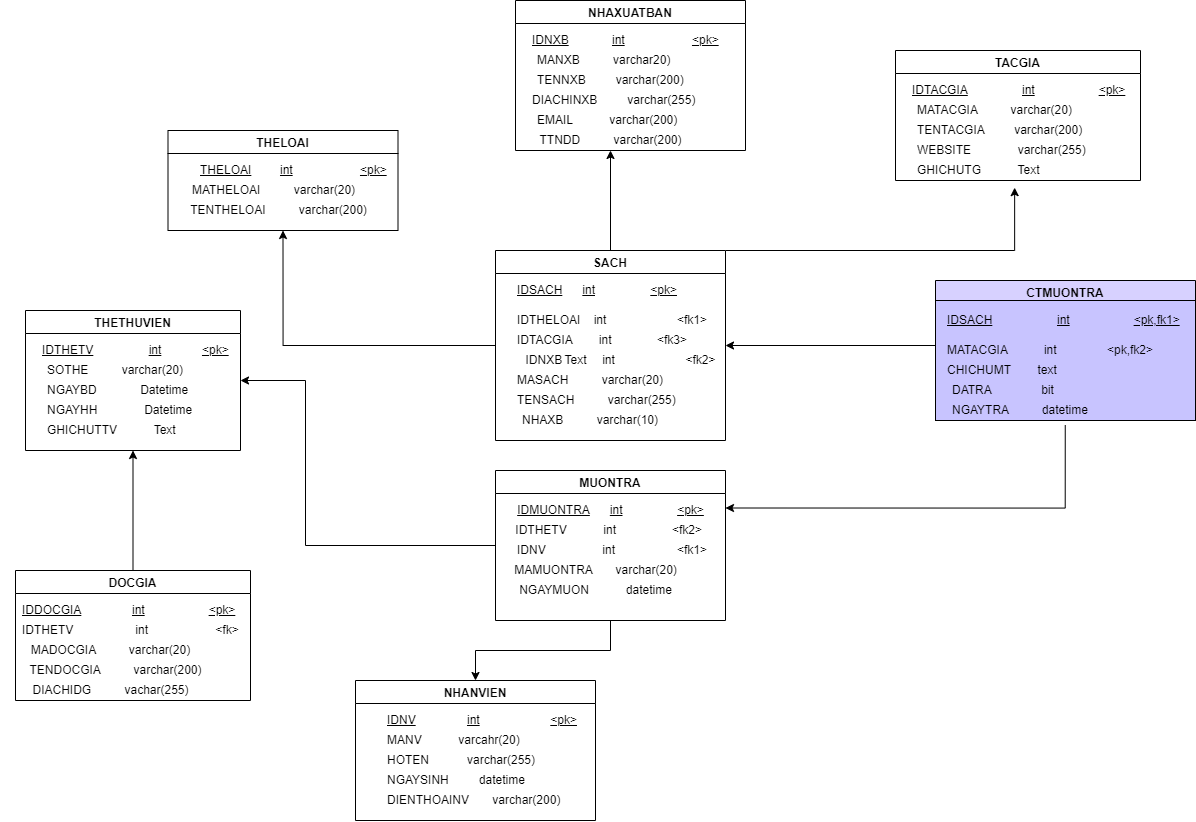 NHAXUATBAN
IDNXB int <pk>
MANXB varchar20)
TENNXB varchar(200)
DIACHINXB varchar(255)
EMAIL varchar(200)
TTNDD varchar(200)
TACGIA
IDTACGIA int <pk>
MATACGIA varchar(20)
TENTACGIA varchar(200)
WEBSITE varchar(255)
GHICHUTG Text
THELOAI
THELOAI int <pk>
MATHELOAI varchar(20)
TENTHELOAI varchar(200)
SACH
IDSACH int <pk>
IDTHELOAI int <fk1>
IDTACGIA int <fk3>
IDNXB Text int <fk2>
MASACH varchar(20)
TENSACH varchar(255)
NHAXB varchar(10)
CTMUONTRA
IDSACH int <pk,fk1>
MATACGIA int <pk,fk2>
CHICHUMT text
DATRA bit
NGAYTRA datetime
THETHUVIEN
IDTHETV int <pk>
SOTHE varchar(20)
NGAYBD Datetime
NGAYHH Datetime
GHICHUTTV Text
MUONTRA
IDMUONTRA int <pk>
IDTHETV int <fk2>
IDNV int <fk1>
MAMUONTRA varchar(20)
NGAYMUON datetime
DOCGIA
IDDOCGIA int <pk>
IDTHETV int <fk>
MADOCGIA varchar(20)
TENDOCGIA varchar(200)
DIACHIDG vachar(255)
NHANVIEN
IDNV int <pk>
MANV varcahr(20)
HOTEN varchar(255)
NGAYSINH datetime
DIENTHOAINV varchar(200)